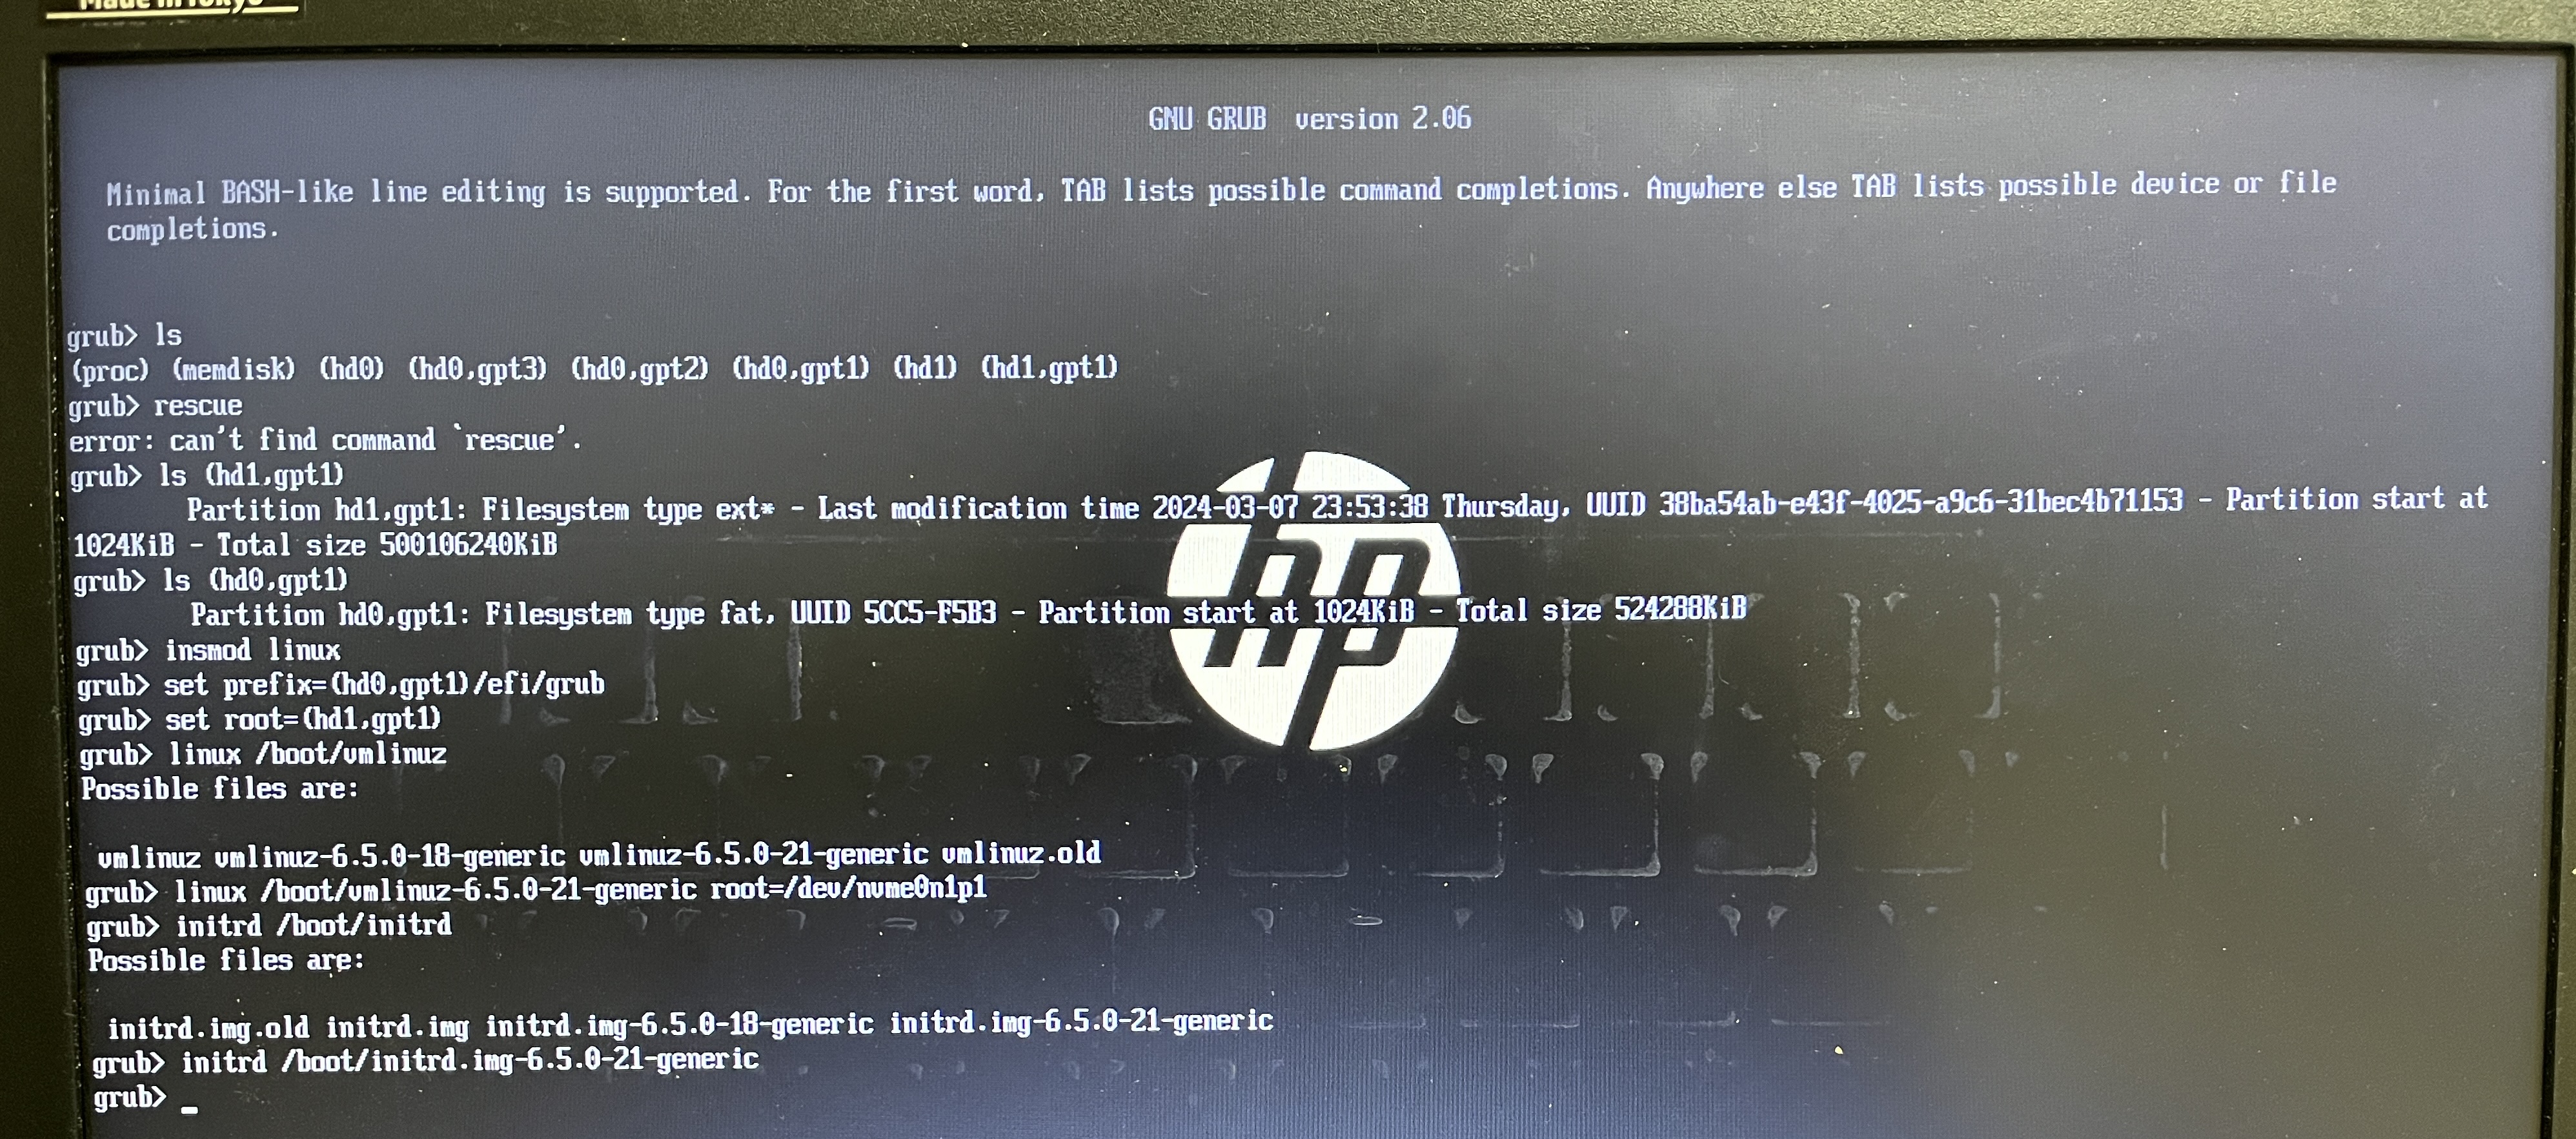 Made in Tokyo
GNU GRUB version 2.06
Minimal BASH-like line editing is supported. For the first word, TAB lists possible command completions. Anywhere else TAB lists possible device or file
completions.
grub> ls
(proc) (memdisk) (hd0) (hd0,gpt3) (hd0,gpt2) (hd0,gpt1) (hd1) (hd1,gpt1)
grub> rescue
error: can't find command `rescue'.
grub> ls (hd1,gpt1)
Partition hd1,gpt1: Filesystem type ext* - Last modification time 2024-03-07 23:53:38 Thursday, UUID 38ba54ab-e43f-4025-a9c6-31bec4b71153 - Partition start at
1024KiB - Total size 500106240KiB
grub> ls (hd0,gpt1)
Partition hd0,gpt1: Filesystem type fat, UUID 5CC5-F5B3 - Partition start at 1024KiB - Total size 524288KiB
grub> insmod linux
grub> set prefix=(hd0,gpt1)/efi/grub
grub> set root=(hd1,gpt1)
grub> linux /boot/vmlinuz
Possible files are:
vmlinuz vmlinuz-6.5.0-18-generic vmlinuz-6.5.0-21-generic vmlinuz.old
grub> linux /boot/vmlinuz-6.5.0-21-generic root=/dev/nvme0n1p1
grub> initrd /boot/initrd
Possible files are:
initrd.img.old initrd.img initrd.img-6.5.0-18-generic initrd.img-6.5.0-21-generic
grub> initrd /boot/initrd.img-6.5.0-21-generic
grub> _
hp